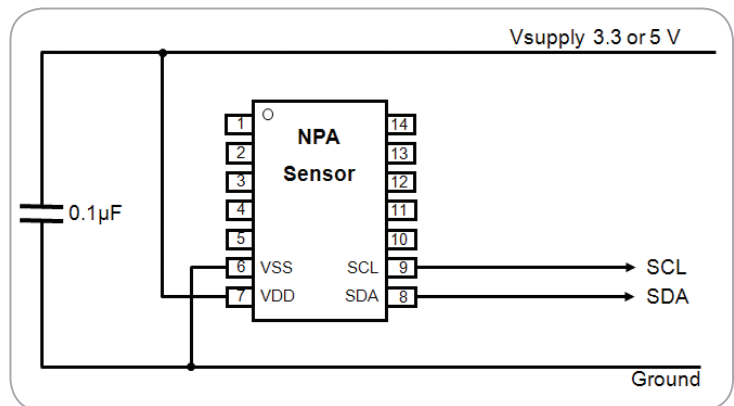 Vsupply 3.3 or 5 V
NPA
Sensor
1
14
2
13
3
12
4
11
5
10
6 VSS
SCL 9
SCL
7 VDD
SDA 8
SDA
0.1µF
Ground